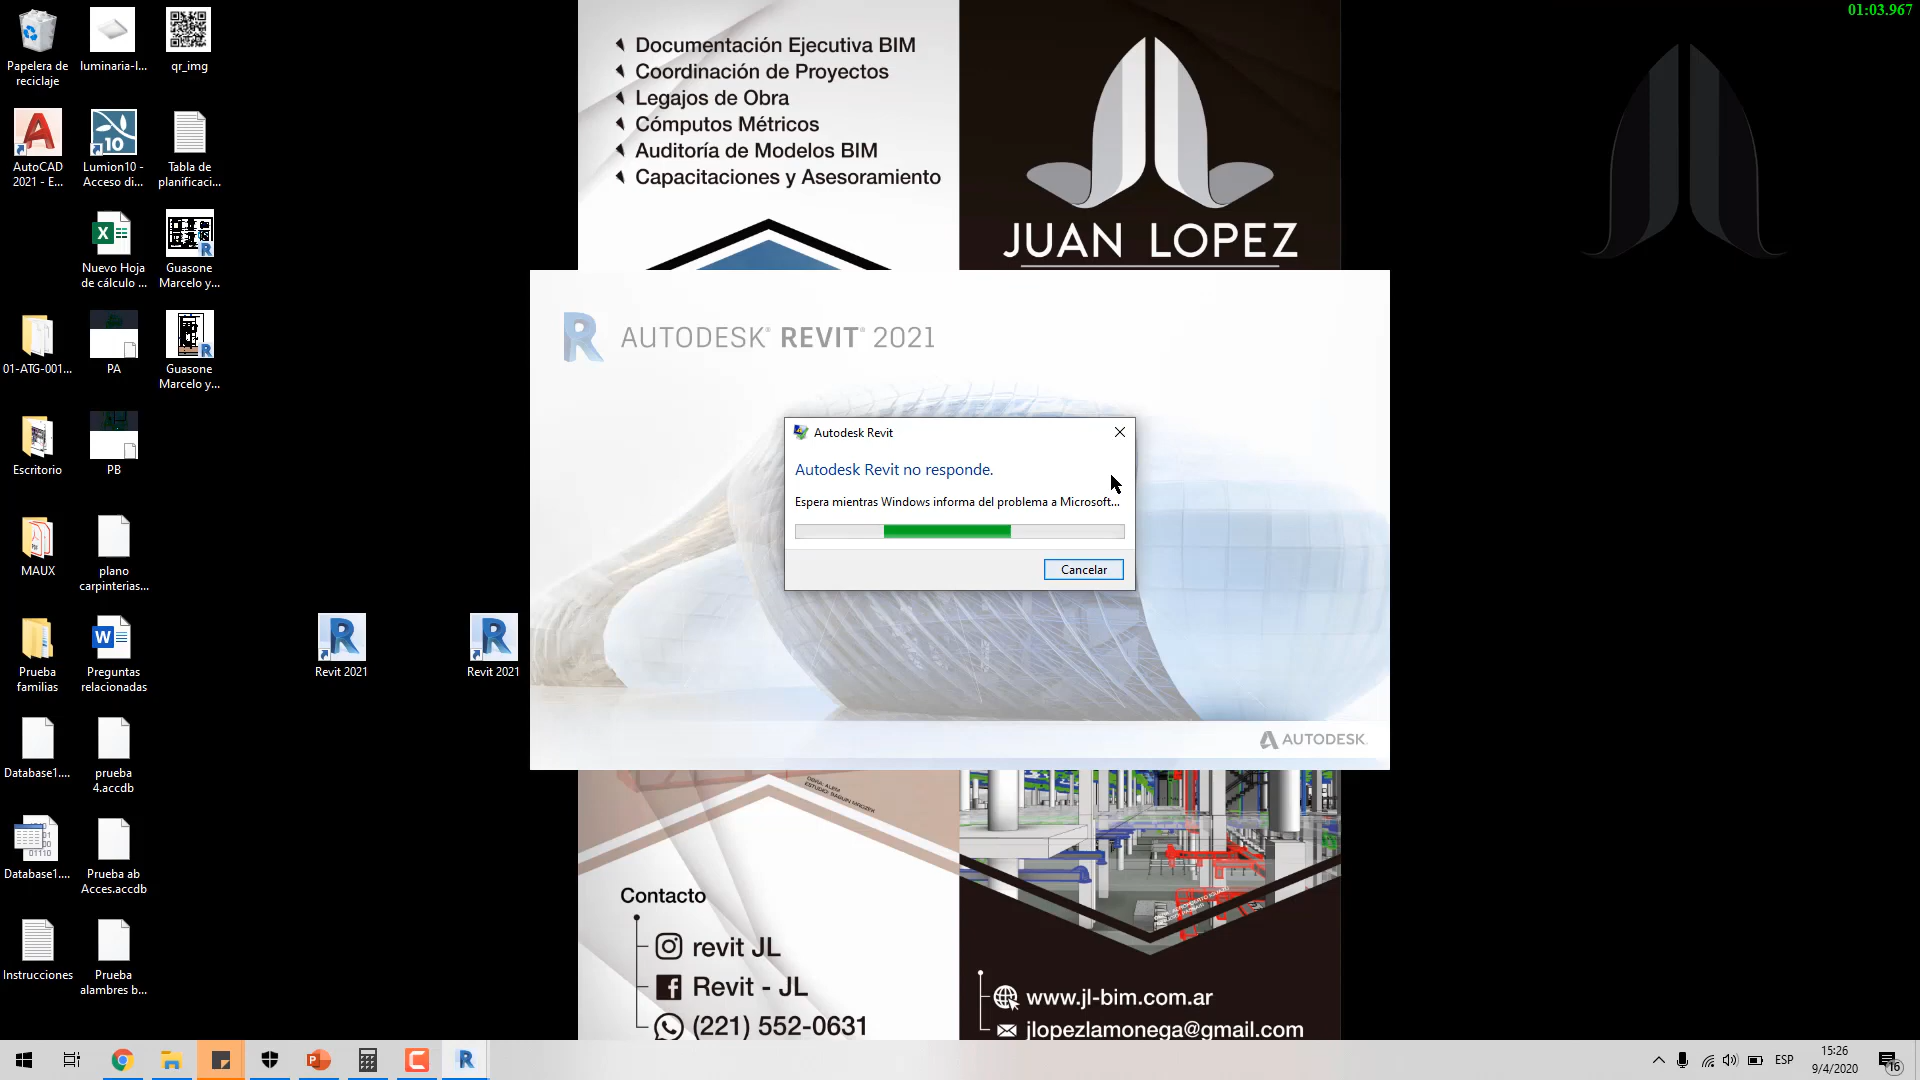 01:03.967
Papelera de
reciclaje
luminaria-l...
qr_img
AutoCAD
2021 - E...
10
Lumion10 -
Acceso di...
Tabla de
planificaci...
Nuevo Hoja
de cálculo ...
Guasone
Marcelo y...
01-ATG-001...
PA
Guasone
Marcelo y...
Escritorio
PB
MAUX
plano
carpinterias...
Prueba
familias
Preguntas
relacionadas
Revit 2021
Revit 2021
Database1....
prueba
4.accdb
Database1....
Prueba ab
Acces.accdb
Instrucciones
Prueba
alambres b...
Documentación Ejecutiva BIM
Coordinación de Proyectos
Legajos de Obra
Cómputos Métricos
Auditoría de Modelos BIM
Capacitaciones y Asesoramiento
JUAN LOPEZ
AUTODESK® REVIT® 2021
Autodesk Revit
Autodesk Revit no responde.
Espera mientras Windows informa del problema a Microsoft...
Cancelar
AUTODESK.
Contacto
revit JL
Revit - JL
(221) 552-0631
www.jl-bim.com.ar
jlopezlamonega@gmail.com
ESP
15:26
9/4/2020
16